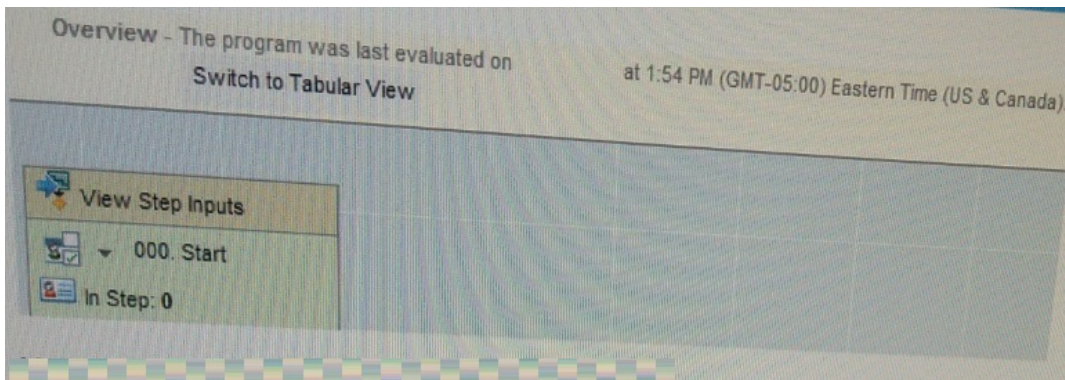 Overview - The program was last evaluated on at 1:54 PM (GMT-05:00) Eastern Time (US & Canada).
Switch to Tabular View
View Step Inputs
000. Start
In Step: 0